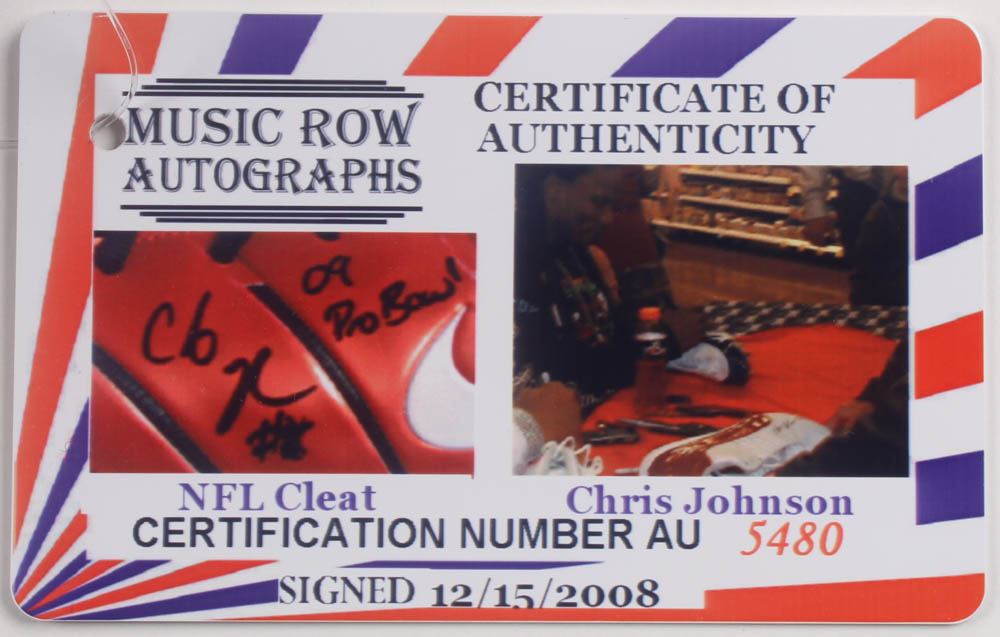 MUSIC ROW
AUTOGRAPHS
CERTIFICATE OF
AUTHENTICITY
09
Pro Bowl
NFL Cleat
Chris Johnson
CERTIFICATION NUMBER AU 5480
SIGNED 12/15/2008